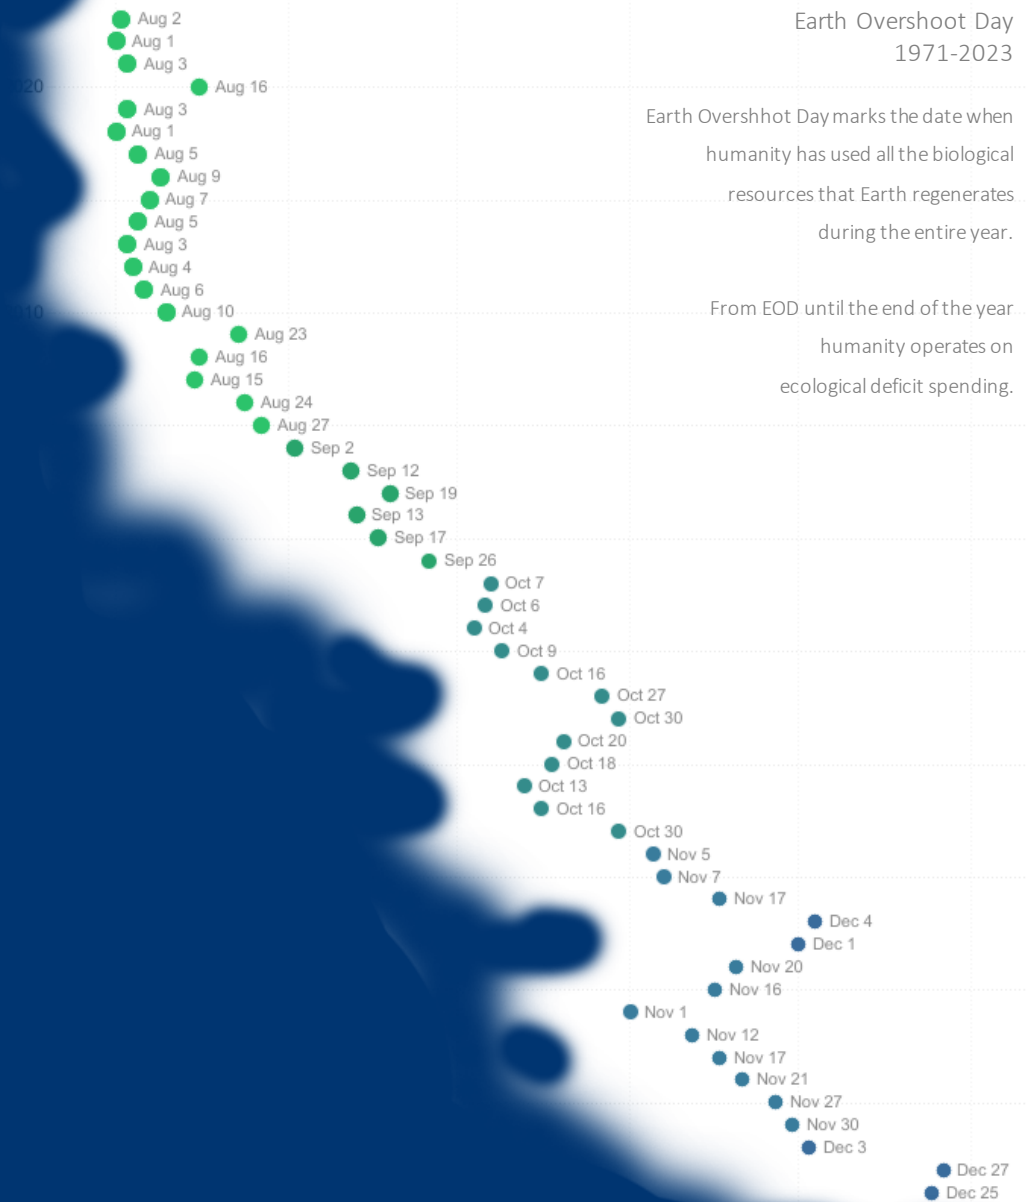 Earth Overshoot Day
1971-2023
Earth Overshhot Day marks the date when
humanity has used all the biological
resources that Earth regenerates
during the entire year.
From EOD until the end of the year
humanity operates on
ecological deficit spending.
Aug 2
Aug 1
Aug 3
Aug 16
Aug 3
Aug 1
Aug 5
Aug 9
Aug 7
Aug 5
Aug 3
Aug 4
Aug 6
Aug 10
Aug 23
Aug 16
Aug 15
Aug 24
Aug 27
Sep 2
Sep 12
Sep 19
Sep 13
Sep 17
Sep 26
Oct 7
Oct 6
Oct 4
Oct 9
Oct 16
Oct 27
Oct 30
Oct 20
Oct 18
Oct 13
Oct 16
Oct 30
Nov 5
Nov 7
Nov 17
Dec 4
Dec 1
Nov 20
Nov 16
Nov 1
Nov 12
Nov 17
Nov 21
Nov 27
Nov 30
Dec 3
Dec 27
Dec 25